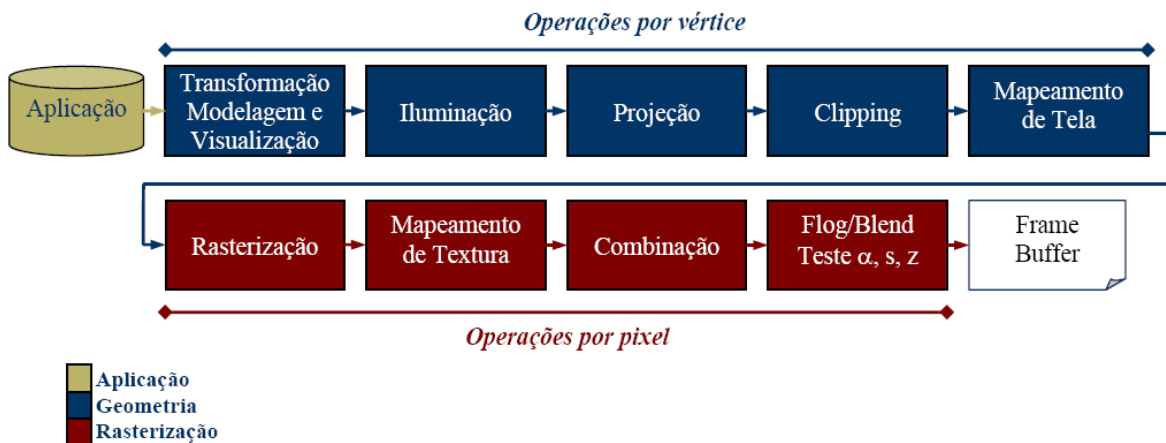 Operações por vértice
Aplicação
Transformação
Modelagem e
Visualização
Iluminação
Projeção
Clipping
Mapeamento
de Tela
Rasterização
Mapeamento
de Textura
Combinação
Flog/Blend
Teste α, s, z
Frame
Buffer
Operações por pixel
Aplicação
Geometria
Rasterização